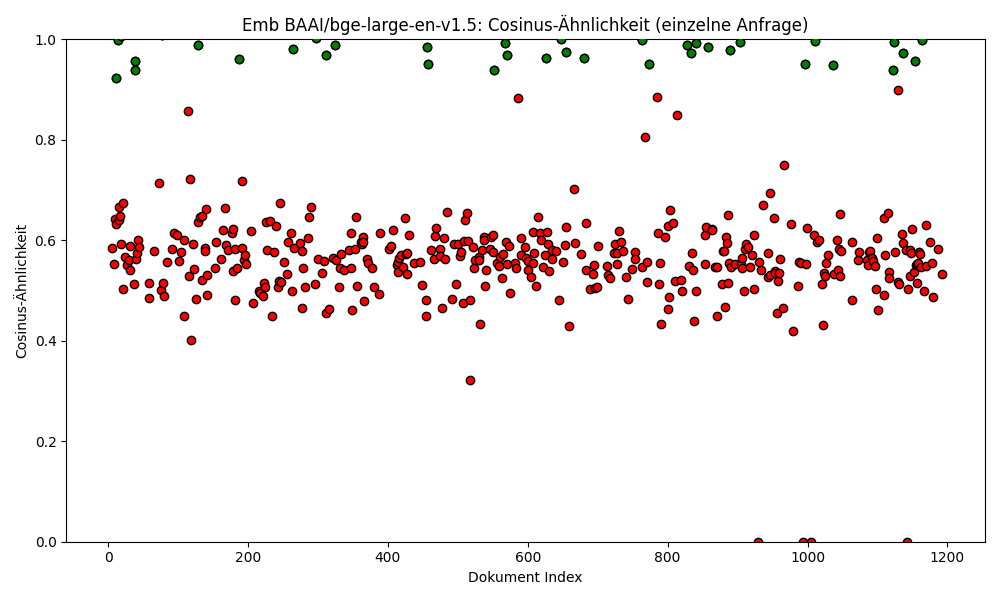 Emb BAAI/bge-large-en-v1.5: Cosinus-Ähnlichkeit (einzelne Anfrage)
Cosinus-Ähnlichkeit
1.0
0.8
0.6
0.4
0.2
0.0
0 200 400 600 800 1000 1200
Dokument Index